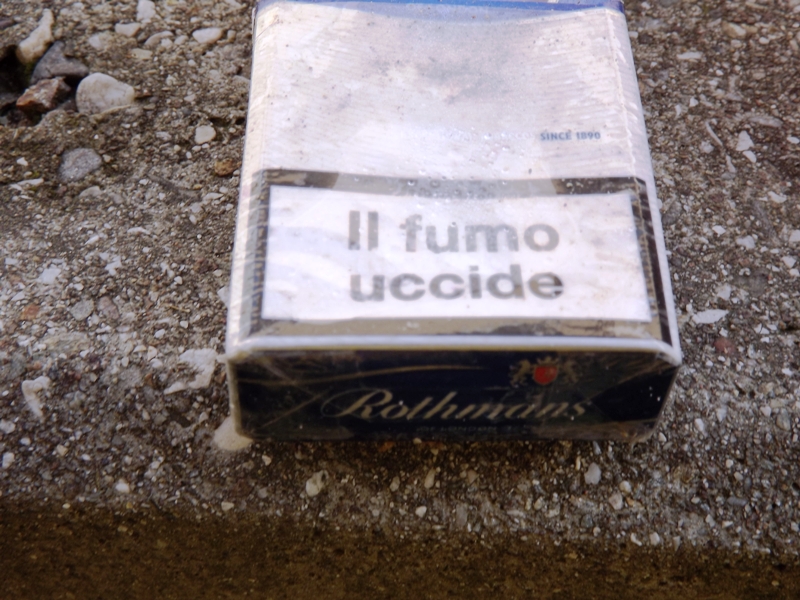 SINCE 1890
Il fumo
uccide
Rothmans